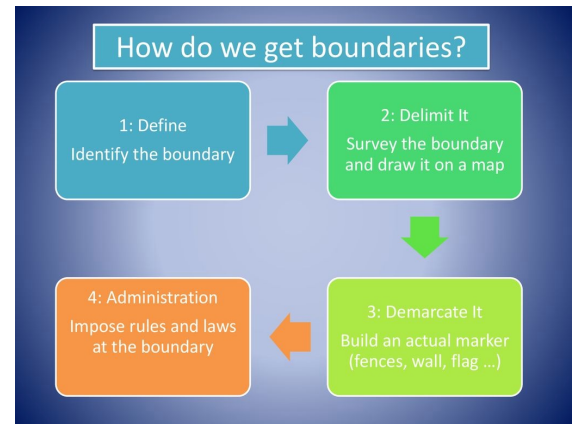 How do we get boundaries?
1: Define
Identify the boundary
2: Delimit It
Survey the boundary
and draw it on a map
3: Demarcate It
Build an actual marker
(fences, wall, flag ...)
4: Administration
Impose rules and laws
at the boundary